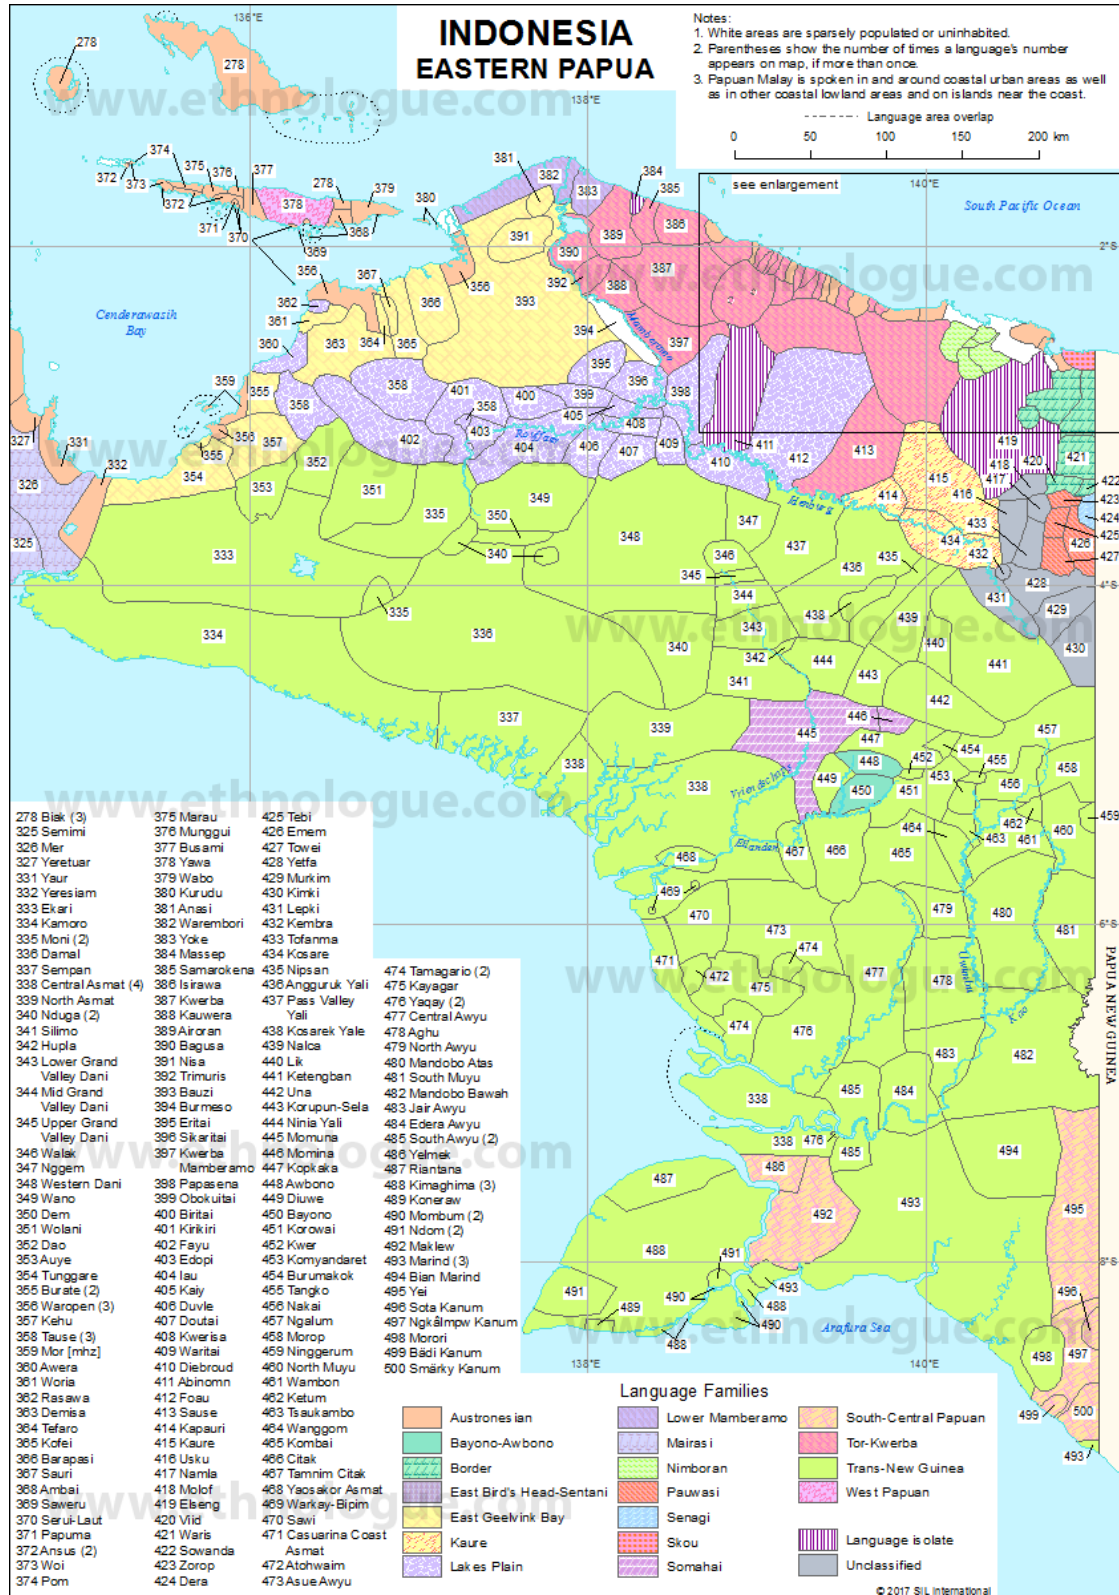 INDONESIA
EASTERN PAPUA
Notes:
1. White areas are sparsely populated or uninhabited.
2. Parentheses show the number of times a language's number
appears on map, if more than once.
3. Papuan Malay is spoken in and around coastal urban areas as well
as in other coastal lowland areas and on islands near the coast.
Language area overlap
0 50 100 150 200 km
see enlargement
136°E
138°E
140°E
South Pacific Ocean
2°S
Cenderawasih
Bay
Mamberamo
4°S
Vriendschaps
Eilanden
6°S
Uwimbu
Kao
PAPUA NEW GUINEA
8°S
Arafura Sea
138°E
140°E
www.ethnologue.com
278 Biak (3)
325 Semimi
326 Mer
327 Yeretuar
331 Yaur
332 Yeresiam
333 Ekari
334 Kamoro
335 Moni (2)
336 Damal
337 Sempan
338 Central Asmat (4)
339 North Asmat
340 Nduga (2)
341 Silimo
342 Hupla
343 Lower Grand
Valley Dani
344 Mid Grand
Valley Dani
345 Upper Grand
Valley Dani
346 Walak
347 Nggem
348 Western Dani
349 Wano
350 Dem
351 Wolani
352 Dao
353 Auye
354 Tunggare
355 Burate (2)
356 Waropen (3)
357 Kehu
358 Tause (3)
359 Mor [mhz]
360 Awera
361 Woria
362 Rasawa
363 Demisa
364 Tefaro
365 Kofei
366 Barapasi
367 Sauri
368 Ambai
369 Saweru
370 Serui-Laut
371 Papuma
372 Ansus (2)
373 Woi
374 Pom
375 Marau
376 Munggui
377 Busami
378 Yawa
379 Wabo
380 Kurudu
381 Anasi
382 Warembori
383 Yoke
384 Massep
385 Samarokena
386 Isirawa
387 Kwerba
388 Kauwera
389 Airoran
390 Bagusa
391 Nisa
392 Trimuris
393 Bauzi
394 Burmeso
395 Eritai
396 Sikaritai
397 Kwerba
Mamberamo
398 Papasena
399 Obokuitai
400 Biritai
401 Kirikiri
402 Fayu
403 Edopi
404 Iau
405 Kaiy
406 Duvle
407 Doutai
408 Kwerisa
409 Waritai
410 Diebroud
411 Abinomn
412 Foau
413 Sause
414 Kapauri
415 Kaure
416 Usku
417 Namla
418 Molof
419 Elseng
420 Viid
421 Waris
422 Sowanda
423 Zorop
424 Dera
425 Tebi
426 Emem
427 Towei
428 Yetfa
429 Murkim
430 Kimki
431 Lepki
432 Kembra
433 Tofanma
434 Kosare
435 Nipsan
436 Angguruk Yali
437 Pass Valley
Yali
438 Kosarek Yale
439 Nalca
440 Lik
441 Ketengban
442 Una
443 Korupun-Sela
444 Ninia Yali
445 Momuna
446 Momina
447 Kopkaka
448 Awbono
449 Diuwe
450 Bayono
451 Korowai
452 Kwer
453 Komyandaret
454 Burumakok
455 Tangko
456 Nakai
457 Ngalum
458 Morop
459 Ninggerum
460 North Muyu
461 Wambon
462 Ketum
463 Tsaukambo
464 Wanggom
465 Kombai
466 Citak
467 Tamnim Citak
468 Yaosakor Asmat
469 Warkay-Bipim
470 Sawi
471 Casuarina Coast
Asmat
472 Atohwaim
473 Asue Awyu
474 Tamagario (2)
475 Kayagar
476 Yaqay (2)
477 Central Awyu
478 Aghu
479 North Awyu
480 Mandobo Atas
481 South Muyu
482 Mandobo Bawah
483 Jair Awyu
484 Edera Awyu
485 South Awyu (2)
486 Yelmek
487 Riantana
488 Kimaghima (3)
489 Koneraw
490 Mombum (2)
491 Ndom (2)
492 Maklew
493 Marind (3)
494 Bian Marind
495 Yei
496 Sota Kanum
497 Ngkâlmpw Kanum
498 Morori
499 Bädi Kanum
500 Smärky Kanum
Language Families
Austronesian
Bayono-Awbono
Border
East Bird's Head-Sentani
East Geelvink Bay
Kaure
Lakes Plain
Lower Mamberamo
Mairasi
Nimboran
Pauwasi
Senagi
Skou
Somahai
South-Central Papuan
Tor-Kwerba
Trans-New Guinea
West Papuan
Language isolate
Unclassified
© 2017 SIL International